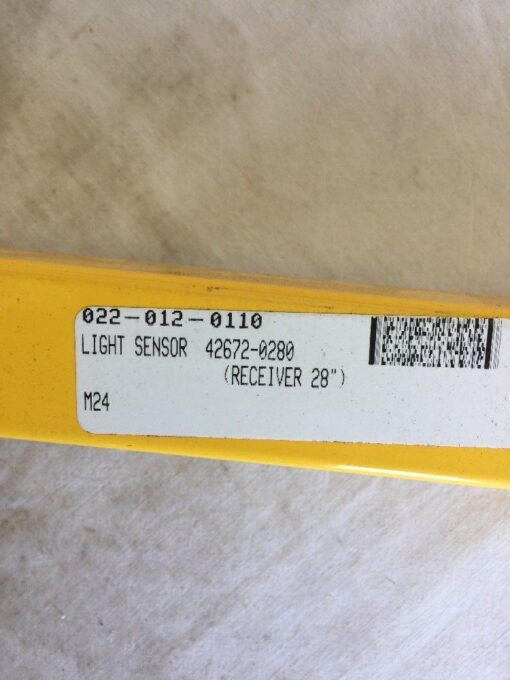 022-012-0110
LIGHT SENSOR 42672-0280
(RECEIVER 28")
M24